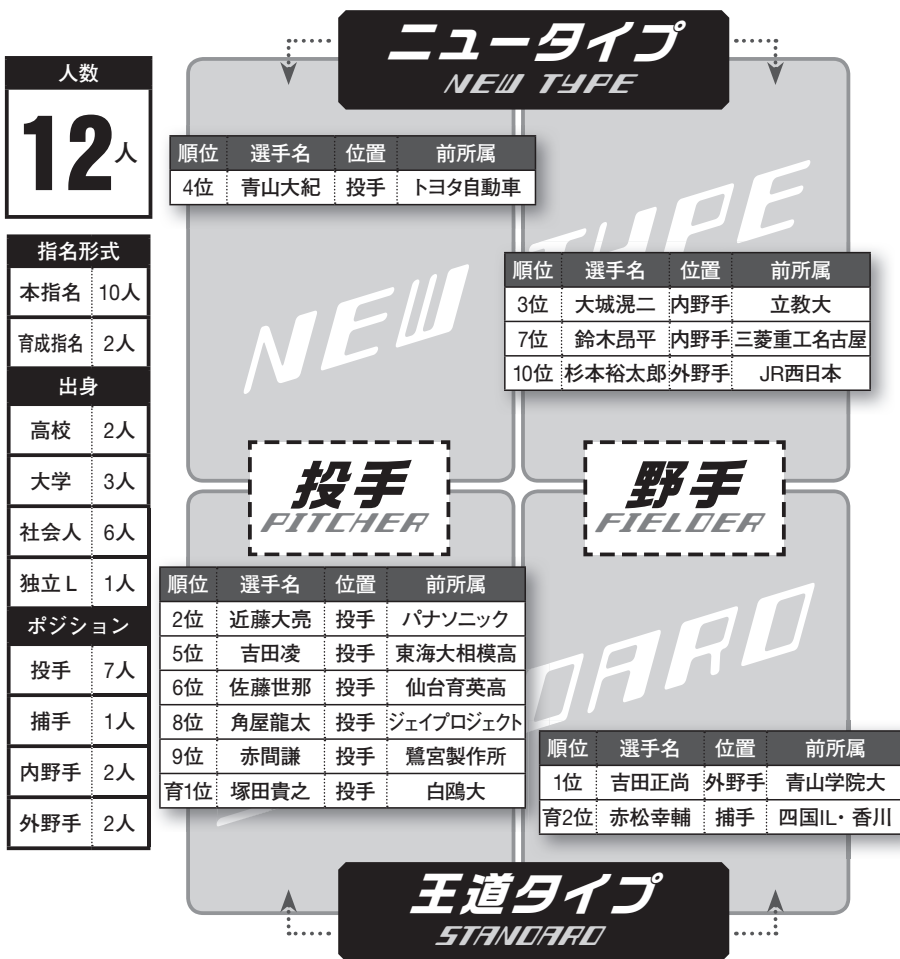 ニュータイプ
NEW TYPE
人数
12人
指名形式
本指名 10人
育成指名 2人
出身
高校 2人
大学 3人
社会人 6人
独立L 1人
ポジション
投手 7人
捕手 1人
内野手 2人
外野手 2人
順位 選手名 位置 前所属
4位 青山大紀 投手 トヨタ自動車
NEW TYPE
順位 選手名 位置 前所属
3位 大城滉二 内野手 立教大
7位 鈴木昂平 内野手 三菱重工名古屋
10位 杉本裕太郎 外野手 JR西日本
投手
PITCHER
野手
FIELDER
順位 選手名 位置 前所属
2位 近藤大亮 投手 パナソニック
5位 吉田凌 投手 東海大相模高
6位 佐藤世那 投手 仙台育英高
8位 角屋龍太 投手 ジェイプロジェクト
9位 赤間謙 投手 鷺宮製作所
育1位 塚田貴之 投手 白鴎大
DARD
順位 選手名 位置 前所属
1位 吉田正尚 外野手 青山学院大
育2位 赤松幸輔 捕手 四国IL・香川
王道タイプ
STANDARD